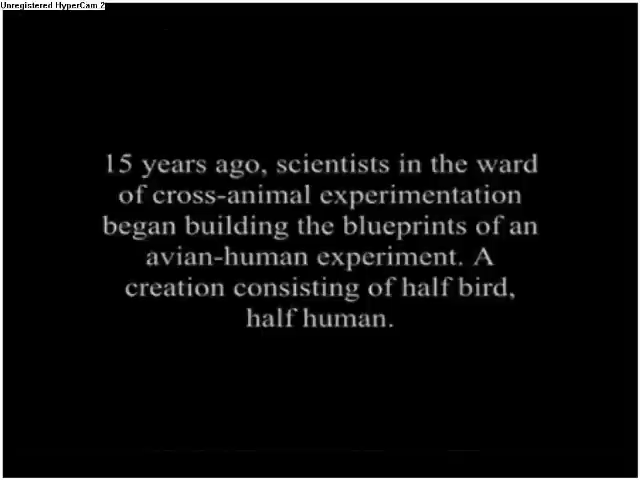 Unregistered HyperCam 2
15 years ago, scientists in the ward
of cross-animal experimentation
began building the blueprints of an
avian-human experiment. A
creation consisting of half bird,
half human.